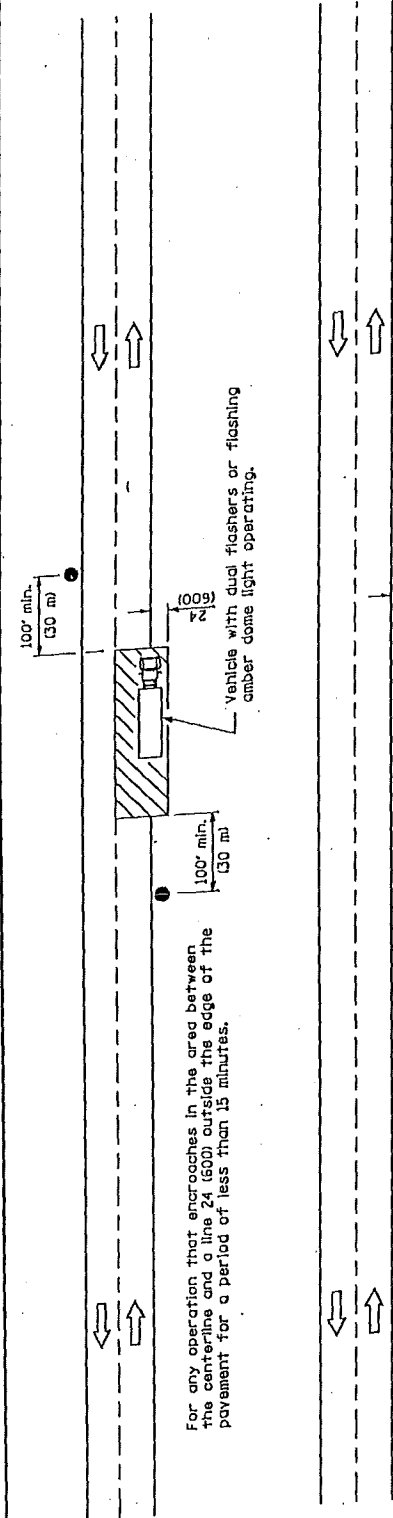 100' min.
(30 m)
24
(600)
Vehicle with dual flashers or flashing
amber dome light operating.
100' min.
(30 m)
For any operation that encroaches in the area between
the centerline and a line 24 (600) outside the edge of the
pavement for a period of less than 15 minutes.